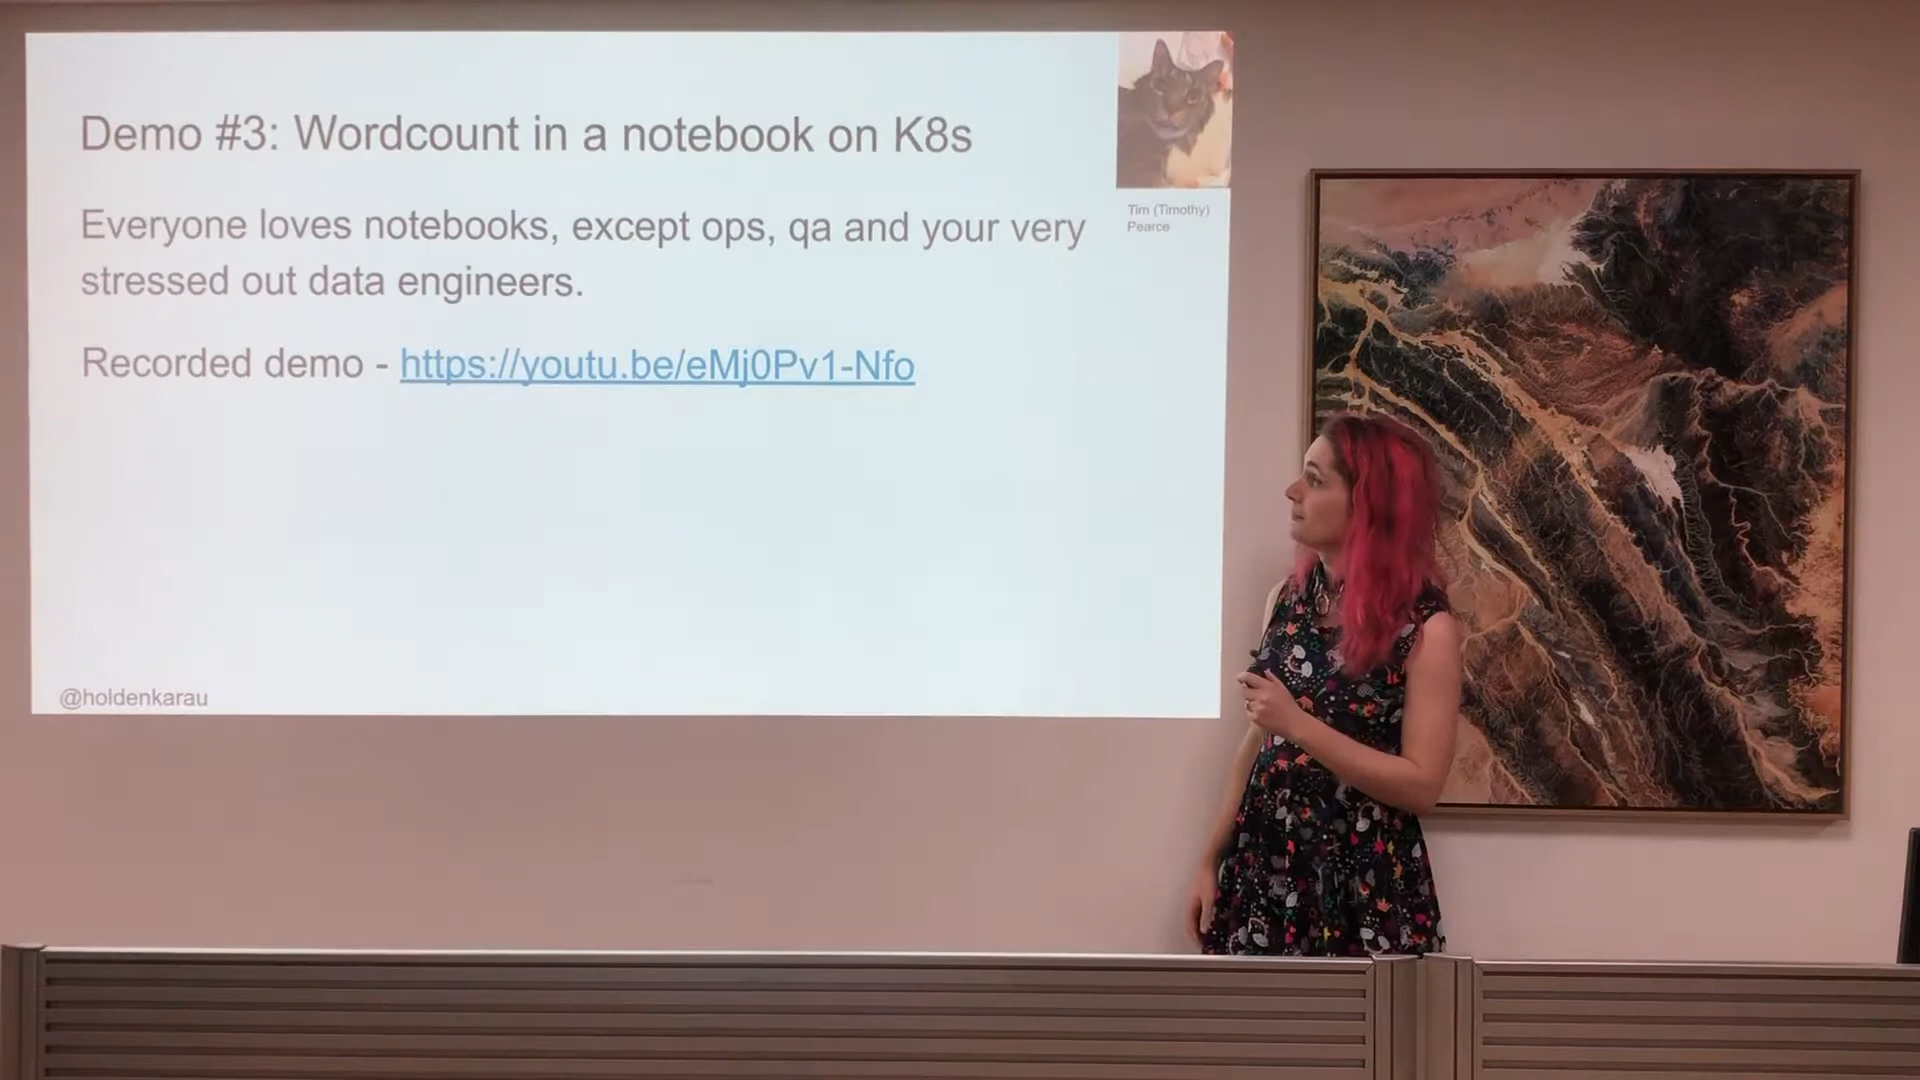 Demo #3: Wordcount in a notebook on K8s
Everyone loves notebooks, except ops, qa and your very
stressed out data engineers.
Recorded demo - https://youtu.be/eMj0Pv1-Nfo
Tim (Timothy)
Pearce
@holdenkarau